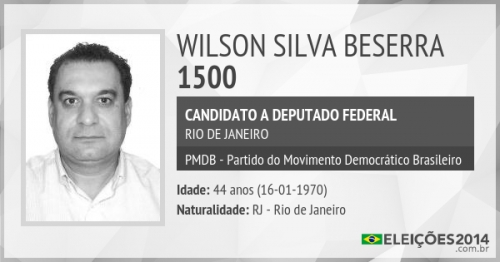 WILSON SILVA BESERRA
1500
CANDIDATO A DEPUTADO FEDERAL
RIO DE JANEIRO
PMDB - Partido do Movimento Democrático Brasileiro
Idade: 44 anos (16-01-1970)
Naturalidade: RJ - Rio de Janeiro
ELEIÇÕES2014
.com.br